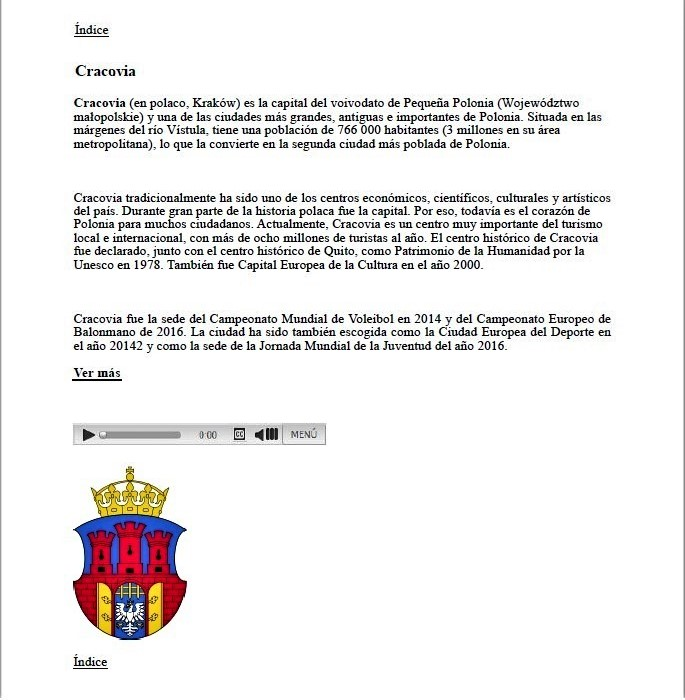 Índice
Cracovia
Cracovia (en polaco, Kraków) es la capital del voivodato de Pequeña Polonia (Województwo
małopolskie) y una de las ciudades más grandes, antiguas e importantes de Polonia. Situada en las
márgenes del río Vístula, tiene una población de 766 000 habitantes (3 millones en su área
metropolitana), lo que la convierte en la segunda ciudad más poblada de Polonia.
Cracovia tradicionalmente ha sido uno de los centros económicos, científicos, culturales y artísticos
del país. Durante gran parte de la historia polaca fue la capital. Por eso, todavía es el corazón de
Polonia para muchos ciudadanos. Actualmente, Cracovia es un centro muy importante del turismo
local e internacional, con más de ocho millones de turistas al año. El centro histórico de Cracovia
fue declarado, junto con el centro histórico de Quito, como Patrimonio de la Humanidad por la
Unesco en 1978. También fue Capital Europea de la Cultura en el año 2000.
Cracovia fue la sede del Campeonato Mundial de Voleibol en 2014 y del Campeonato Europeo de
Balonmano de 2016. La ciudad ha sido también escogida como la Ciudad Europea del Deporte en
el año 20142 y como la sede de la Jornada Mundial de la Juventud del año 2016.
Ver más
0:00 CC MENÚ
Índice